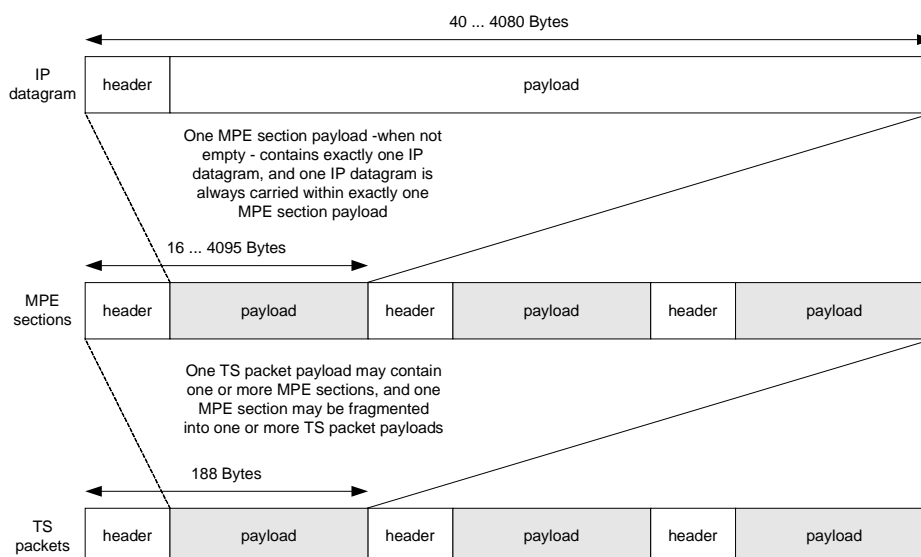 40 ... 4080 Bytes
IP
datagram
header
payload
One MPE section payload -when not
empty - contains exactly one IP
datagram, and one IP datagram is
always carried within exactly one
MPE section payload
16 ... 4095 Bytes
MPE
sections
header
payload
header
payload
header
payload
One TS packet payload may contain
one or more MPE sections, and one
MPE section may be fragmented
into one or more TS packet payloads
188 Bytes
TS
packets
header
payload
header
payload
header
payload